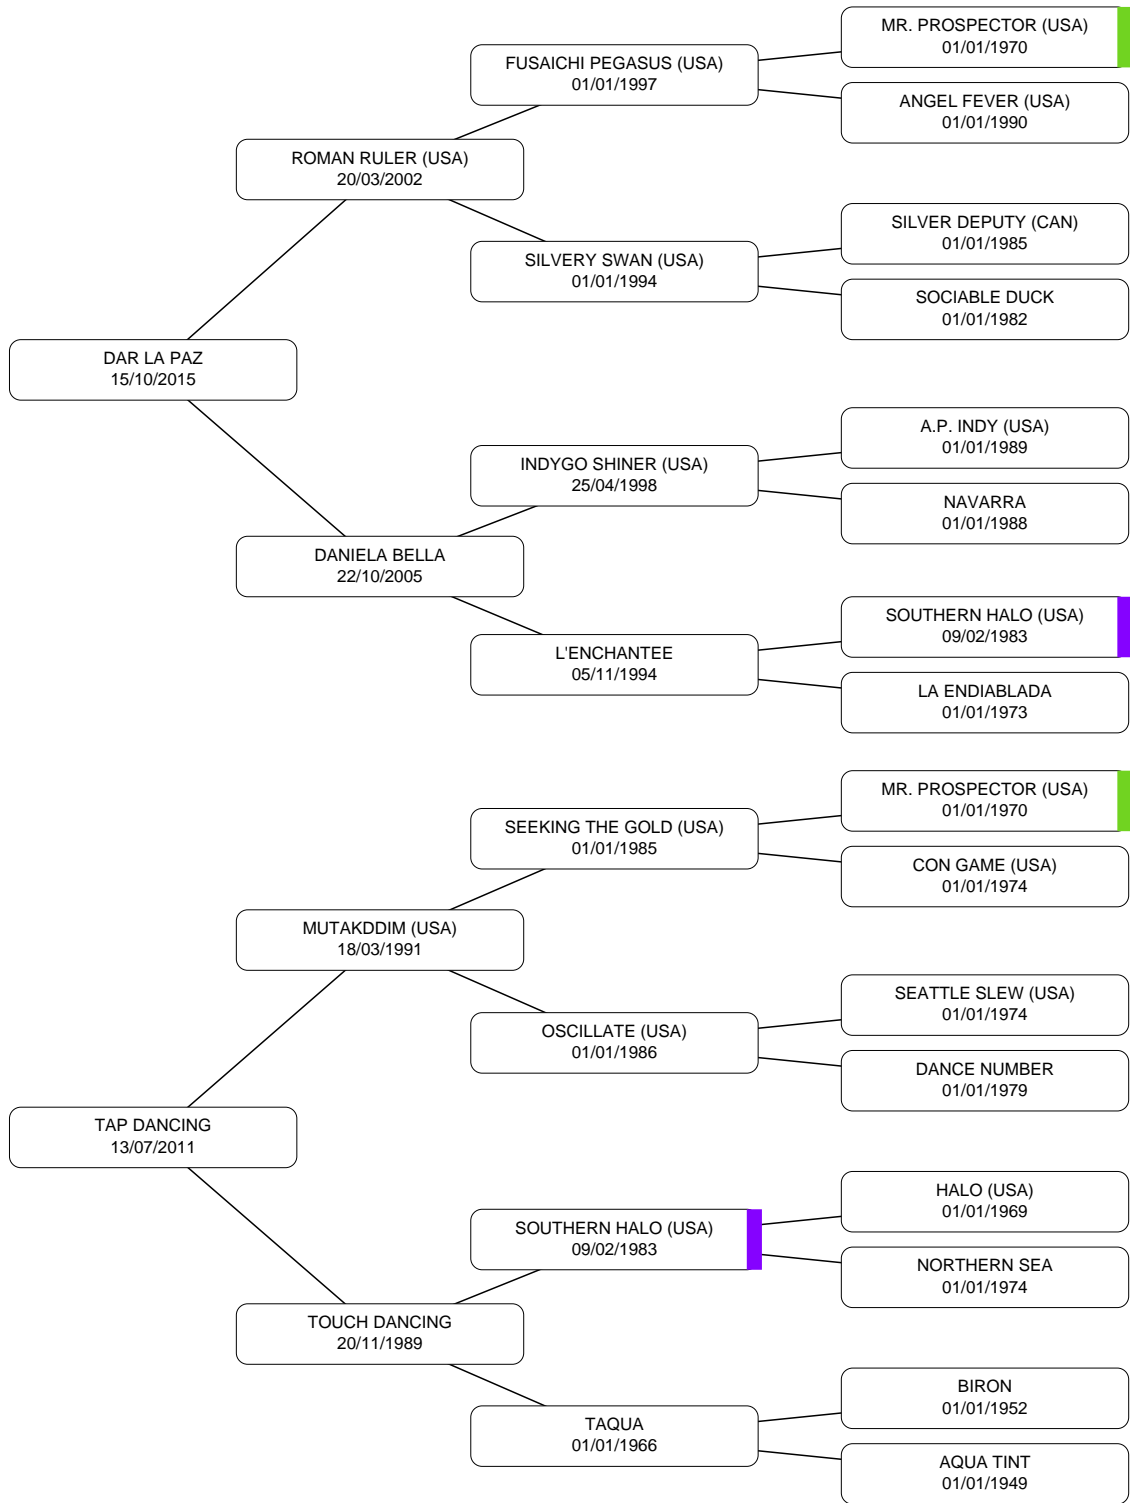 MR. PROSPECTOR (USA)
01/01/1970
FUSAICHI PEGASUS (USA)
01/01/1997
ANGEL FEVER (USA)
01/01/1990
ROMAN RULER (USA)
20/03/2002
SILVER DEPUTY (CAN)
01/01/1985
SILVERY SWAN (USA)
01/01/1994
SOCIABLE DUCK
01/01/1982
DAR LA PAZ
15/10/2015
A.P. INDY (USA)
01/01/1989
INDYGO SHINER (USA)
25/04/1998
NAVARRA
01/01/1988
DANIELA BELLA
22/10/2005
SOUTHERN HALO (USA)
09/02/1983
L'ENCHANTEE
05/11/1994
LA ENDIABLADA
01/01/1973
MR. PROSPECTOR (USA)
01/01/1970
SEEKING THE GOLD (USA)
01/01/1985
CON GAME (USA)
01/01/1974
MUTAKDDIM (USA)
18/03/1991
SEATTLE SLEW (USA)
01/01/1974
OSCILLATE (USA)
01/01/1986
DANCE NUMBER
01/01/1979
TAP DANCING
13/07/2011
HALO (USA)
01/01/1969
SOUTHERN HALO (USA)
09/02/1983
NORTHERN SEA
01/01/1974
TOUCH DANCING
20/11/1989
BIRON
01/01/1952
TAQUA
01/01/1966
AQUA TINT
01/01/1949